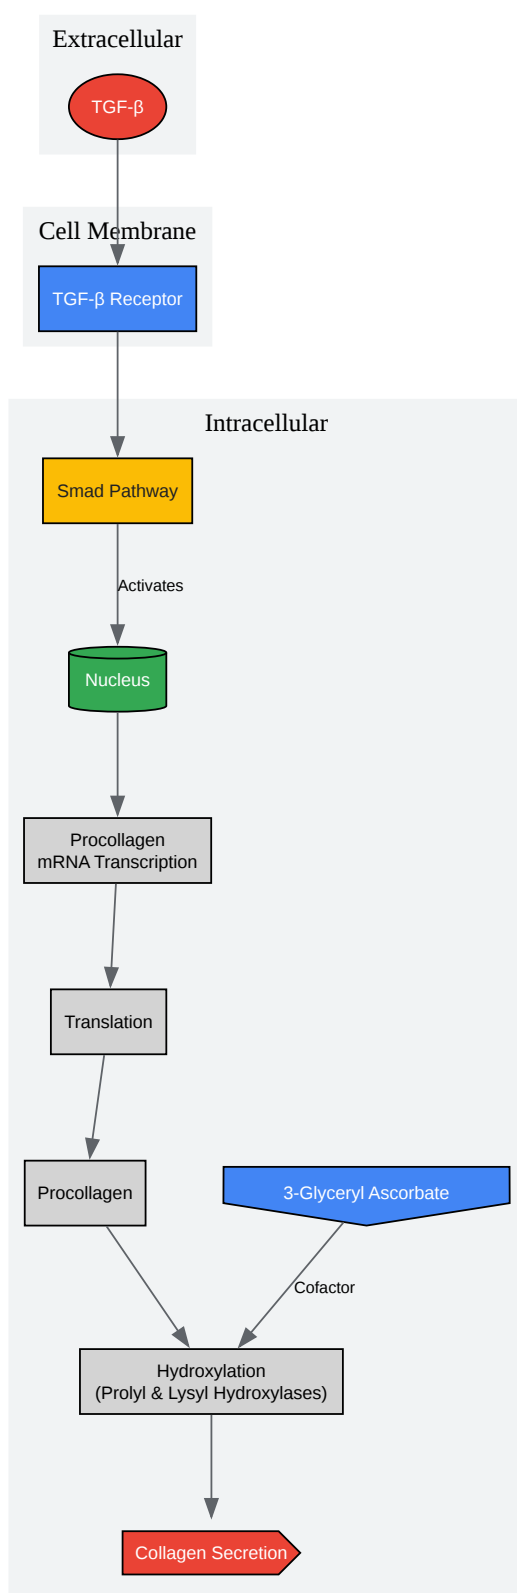 Extracellular
TGF-β
Cell Membrane
TGF-β Receptor
Intracellular
Smad Pathway
Activates
Nucleus
Procollagen
mRNA Transcription
Translation
Procollagen
3-Glyceryl Ascorbate
Cofactor
Hydroxylation
(Prolyl & Lysyl Hydroxylases)
Collagen Secretion